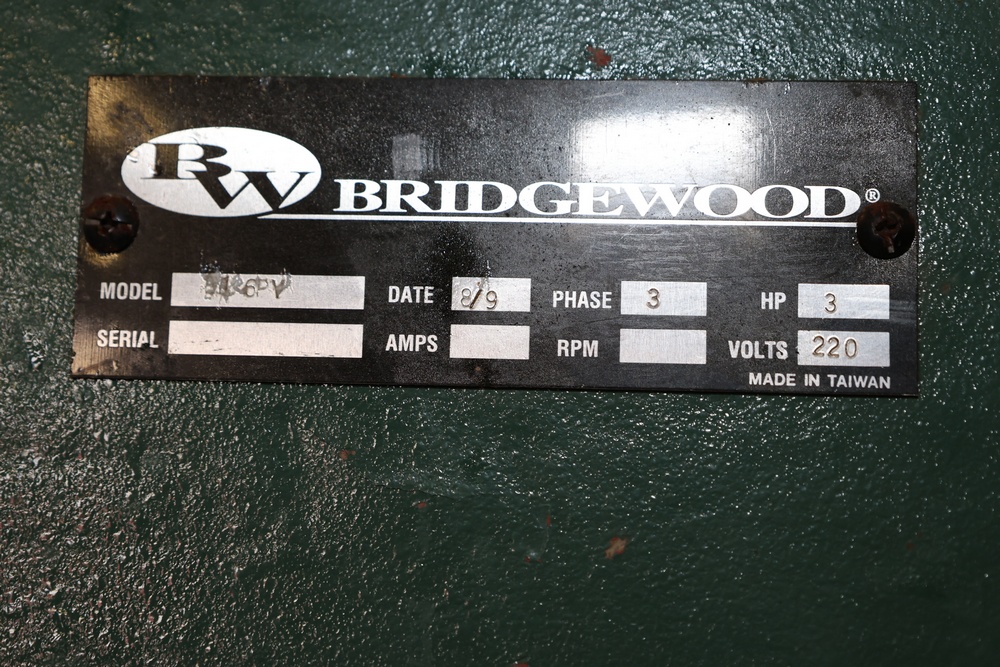 BW BRIDGEWOOD®
MODEL DATE 8/9 PHASE 3 HP 3
SERIAL AMPS RPM VOLTS 220
MADE IN TAIWAN